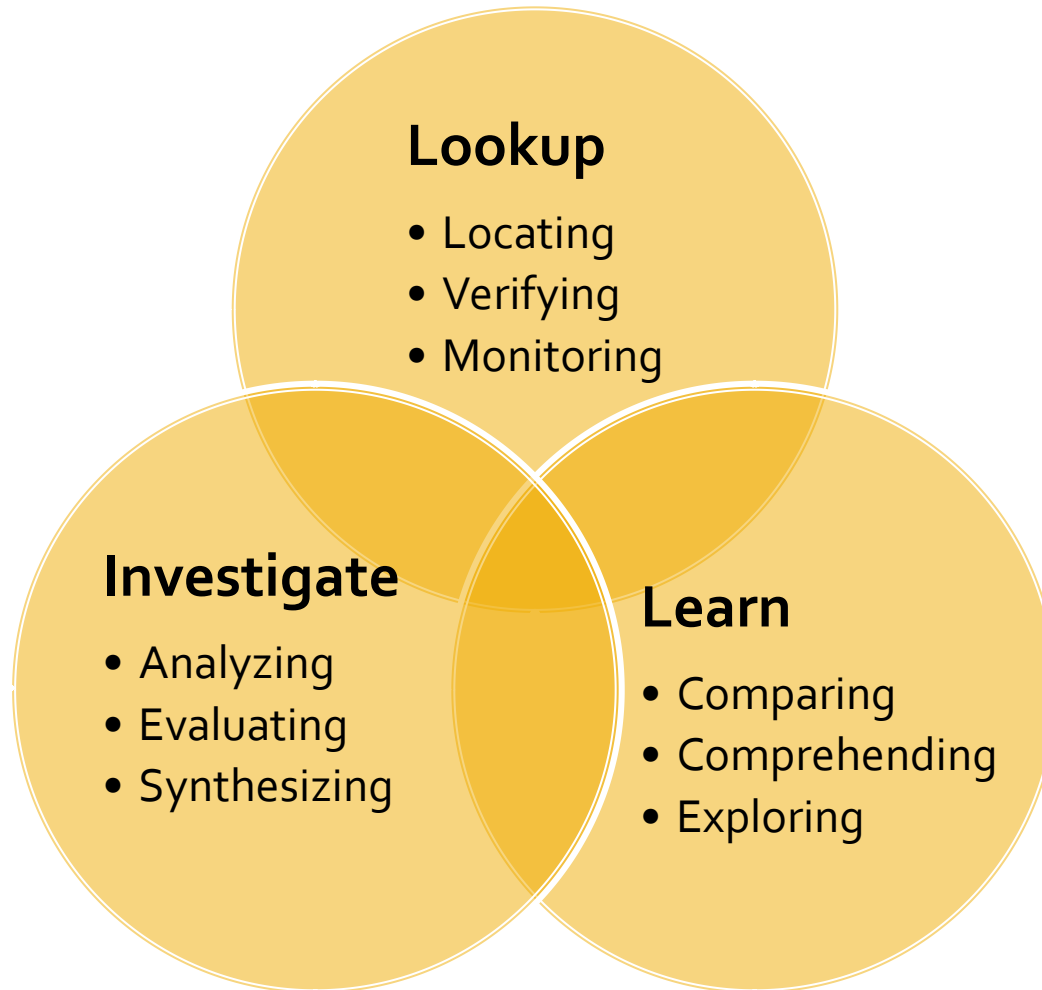 Lookup
• Locating
• Verifying
• Monitoring
Investigate
• Analyzing
• Evaluating
• Synthesizing
Learn
• Comparing
• Comprehending
• Exploring